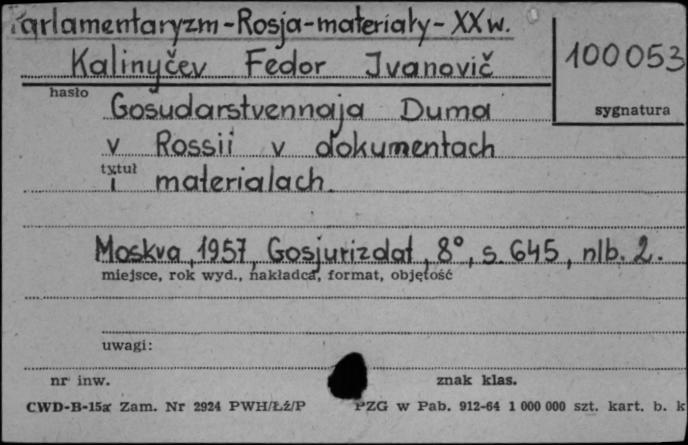 Parlamentaryzm-Rosja-materiały-XXw.
Kalinyčev Fedor Ivanovič
100053
hasło
sygnatura
Gosudarstvennaja Duma
v Rossii v dokumentach
tytuł
i materialach.
Moskva, 1957, Gosjurizdat, 8°, s. 645, nlb. 2.
miejsce, rok wyd., nakładca, format, objętość
uwagi:
nr inw.
znak klas.
CWD-B-15a Zam. Nr 2924 PWH/Łź/P
PZG w Pab. 912-64 1 000 000 szt. kart. b. k